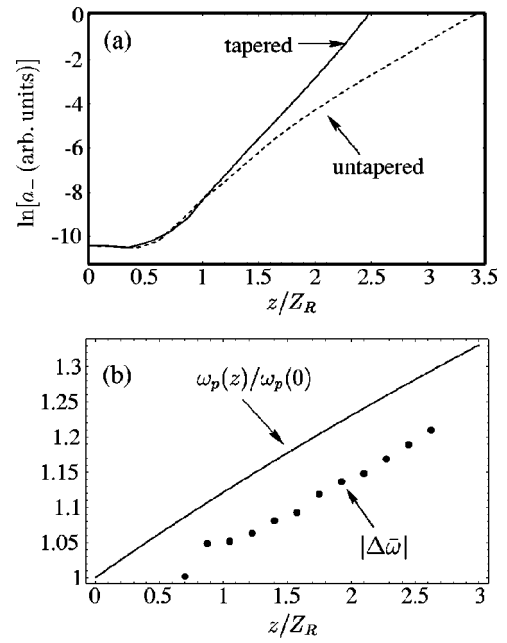 (a)
tapered
untapered
ln[a₋ (arb. units)]
0
-2
-4
-6
-8
-10
0 0.5 1 1.5 2 2.5 3 3.5
z/Z_R
(b)
ω_p(z)/ω_p(0)
|Δω̄|
1.3
1.25
1.2
1.15
1.1
1.05
1
0 0.5 1 1.5 2 2.5 3
z/Z_R